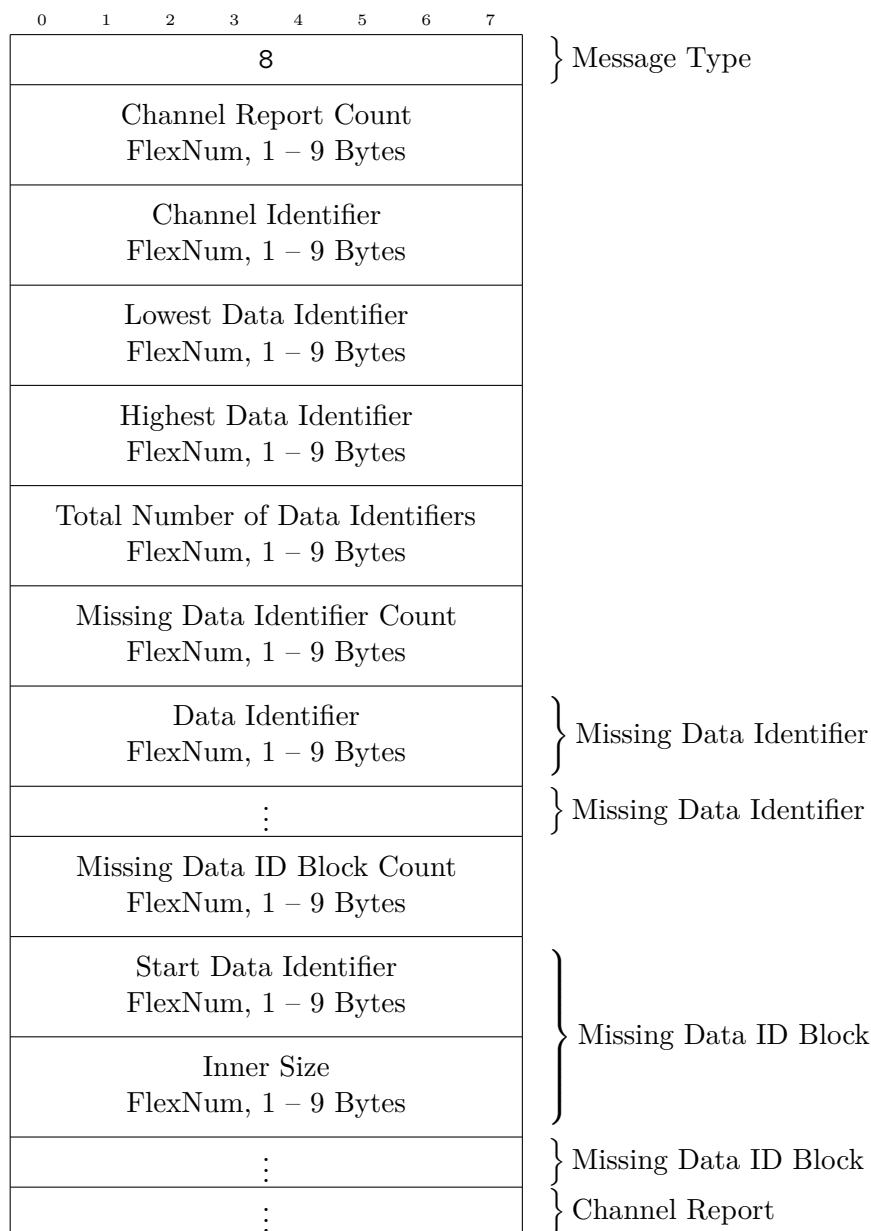 0 1 2 3 4 5 6 7
8 Message Type
Channel Report Count
FlexNum, 1 – 9 Bytes
Channel Identifier
FlexNum, 1 – 9 Bytes
Lowest Data Identifier
FlexNum, 1 – 9 Bytes
Highest Data Identifier
FlexNum, 1 – 9 Bytes
Total Number of Data Identifiers
FlexNum, 1 – 9 Bytes
Missing Data Identifier Count
FlexNum, 1 – 9 Bytes
Data Identifier
FlexNum, 1 – 9 Bytes
Missing Data Identifier
⋮ Missing Data Identifier
Missing Data ID Block Count
FlexNum, 1 – 9 Bytes
Start Data Identifier
FlexNum, 1 – 9 Bytes
Inner Size
FlexNum, 1 – 9 Bytes
Missing Data ID Block
⋮ Missing Data ID Block
⋮ Channel Report